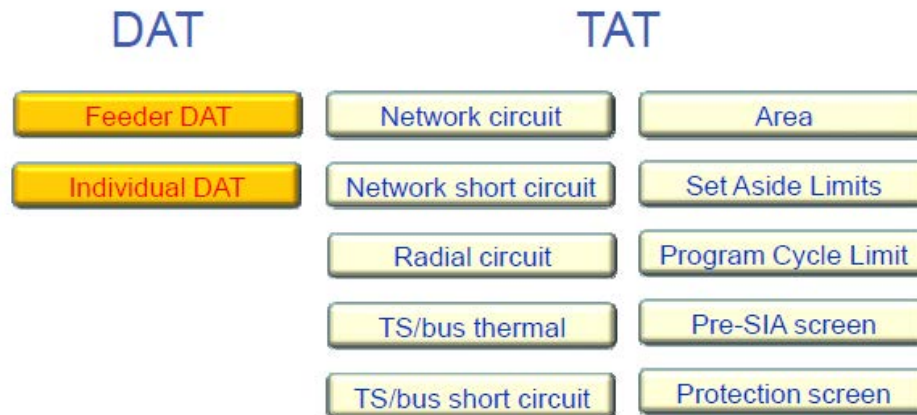 DAT
TAT
Feeder DAT
Network circuit
Area
Individual DAT
Network short circuit
Set Aside Limits
Radial circuit
Program Cycle Limit
TS/bus thermal
Pre-SIA screen
TS/bus short circuit
Protection screen